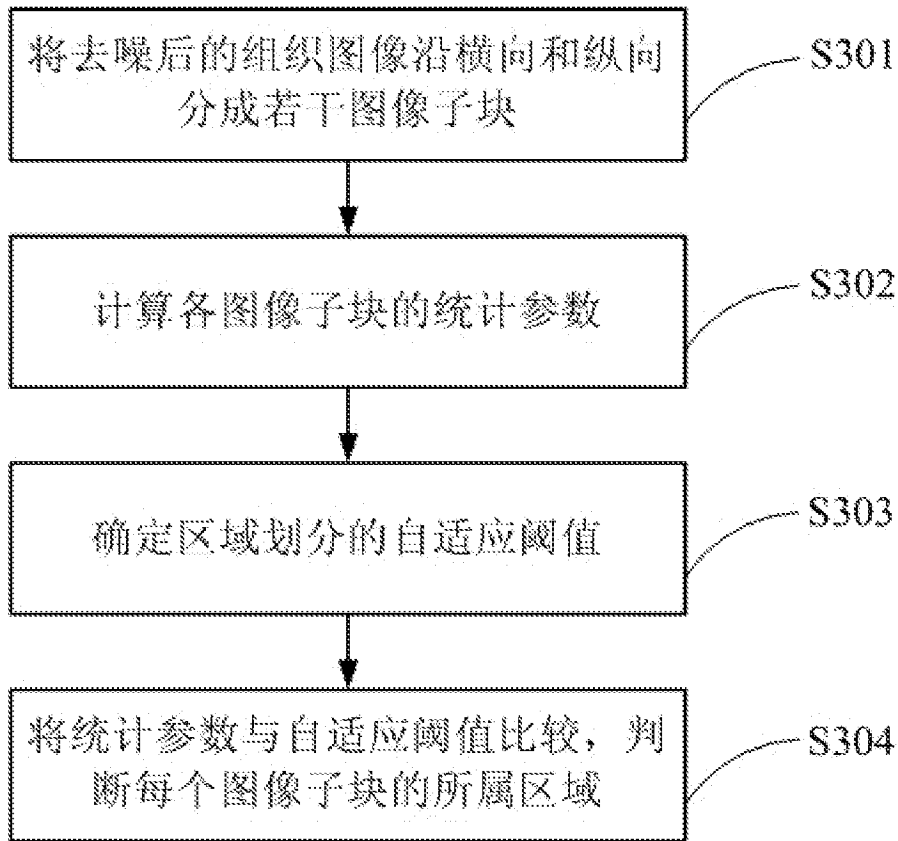 将去噪后的组织图像沿横向和纵向
分成若干图像子块
S301
计算各图像子块的统计参数
S302
确定区域划分的自适应阈值
S303
将统计参数与自适应阈值比较，判
断每个图像子块的所属区域
S304